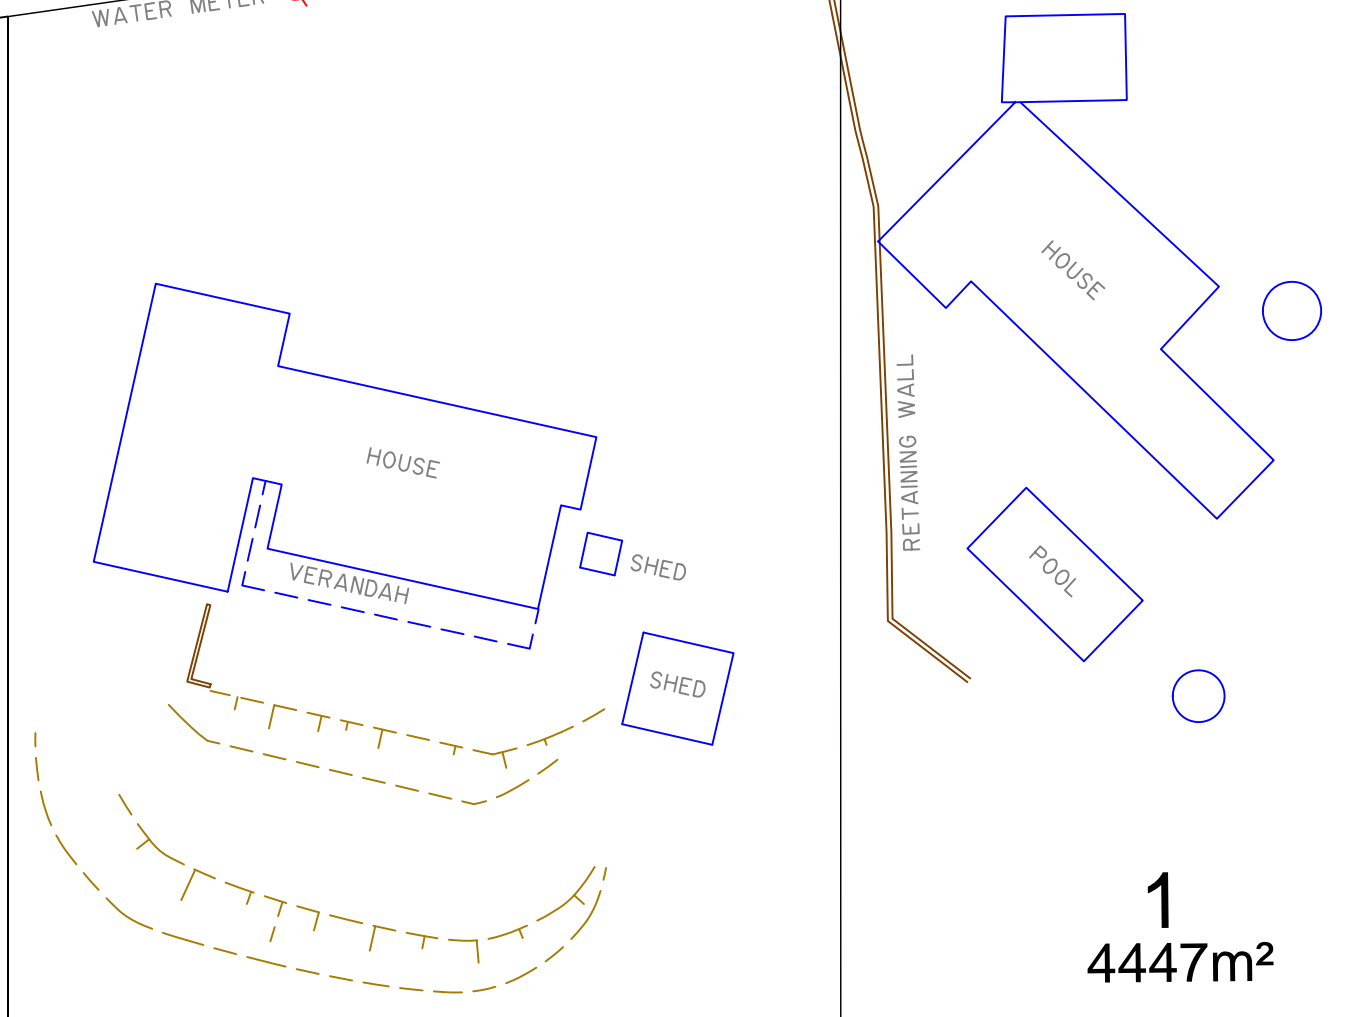 WATER METER
HOUSE
HOUSE
RETAINING WALL
SHED
VERANDAH
POOL
SHED
1
4447m²